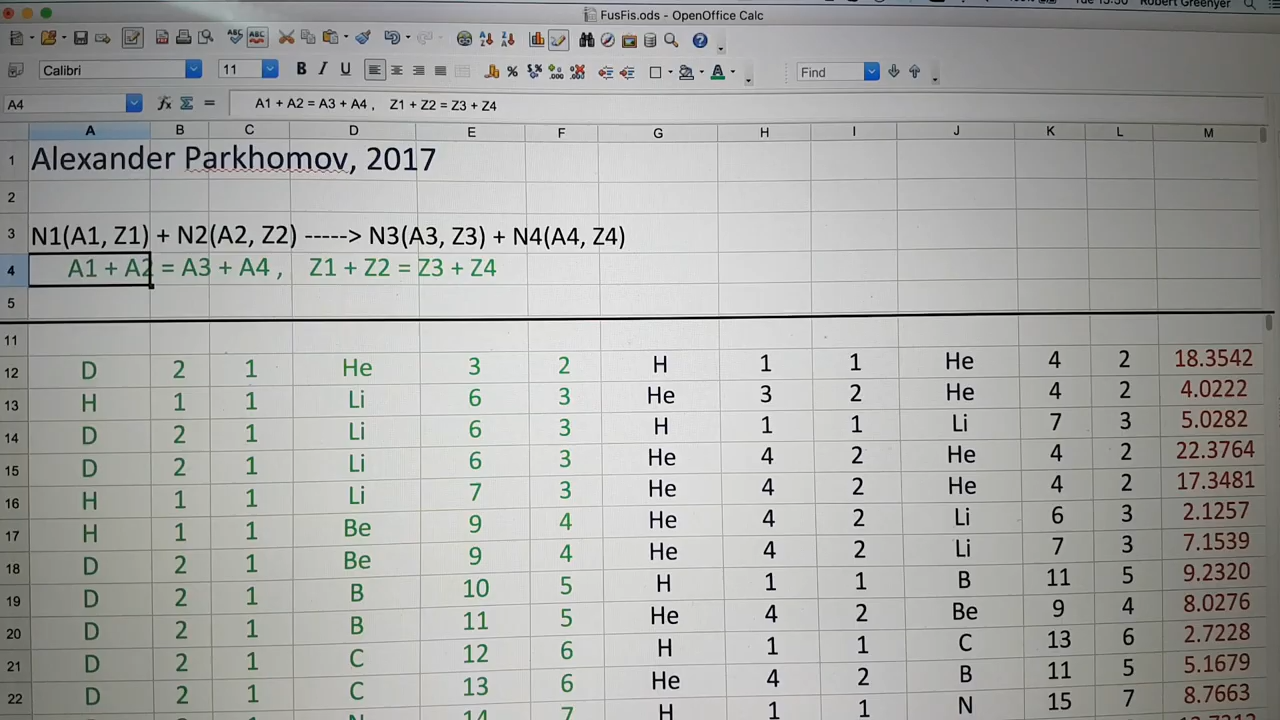 Tue 15:50 Robert Greenyer
FusFis.ods - OpenOffice Calc
Calibri 11 B I U A Find
A4 fx Σ = A1 + A2 = A3 + A4 , Z1 + Z2 = Z3 + Z4
A B C D E F G H I J K L M
1 Alexander Parkhomov, 2017
2
3 N1(A1, Z1) + N2(A2, Z2) -----> N3(A3, Z3) + N4(A4, Z4)
4 A1 + A2 = A3 + A4 , Z1 + Z2 = Z3 + Z4
5
11
12 D 2 1 He 3 2 H 1 1 He 4 2 18.3542
13 H 1 1 Li 6 3 He 3 2 He 4 2 4.0222
14 D 2 1 Li 6 3 H 1 1 Li 7 3 5.0282
15 D 2 1 Li 6 3 He 4 2 He 4 2 22.3764
16 H 1 1 Li 7 3 He 4 2 He 4 2 17.3481
17 H 1 1 Be 9 4 He 4 2 Li 6 3 2.1257
18 D 2 1 Be 9 4 He 4 2 Li 7 3 7.1539
19 D 2 1 B 10 5 H 1 1 B 11 5 9.2320
20 D 2 1 B 11 5 He 4 2 Be 9 4 8.0276
21 D 2 1 C 12 6 H 1 1 C 13 6 2.7228
22 D 2 1 C 13 6 He 4 2 B 11 5 5.1679
N 14 7 H 1 1 N 15 7 8.7663